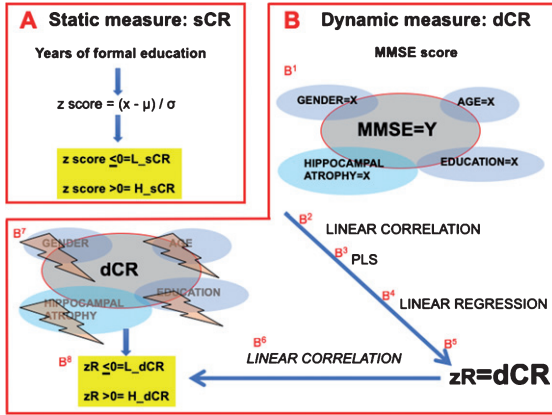 A Static measure: sCR
Years of formal education
z score = (x - μ) / σ
z score ≤0=L_sCR
z score >0= H_sCR
B Dynamic measure: dCR
MMSE score
B1
GENDER=X
AGE=X
MMSE=Y
HIPPOCAMPAL
ATROPHY=X
EDUCATION=X
B2
LINEAR CORRELATION
B3
PLS
B4
LINEAR REGRESSION
B5
zR=dCR
B6
LINEAR CORRELATION
B7
GENDER
AGE
dCR
HIPPOCAMPAL
ATROPHY
EDUCATION
B8
zR ≤0=L_dCR
zR >0= H_dCR